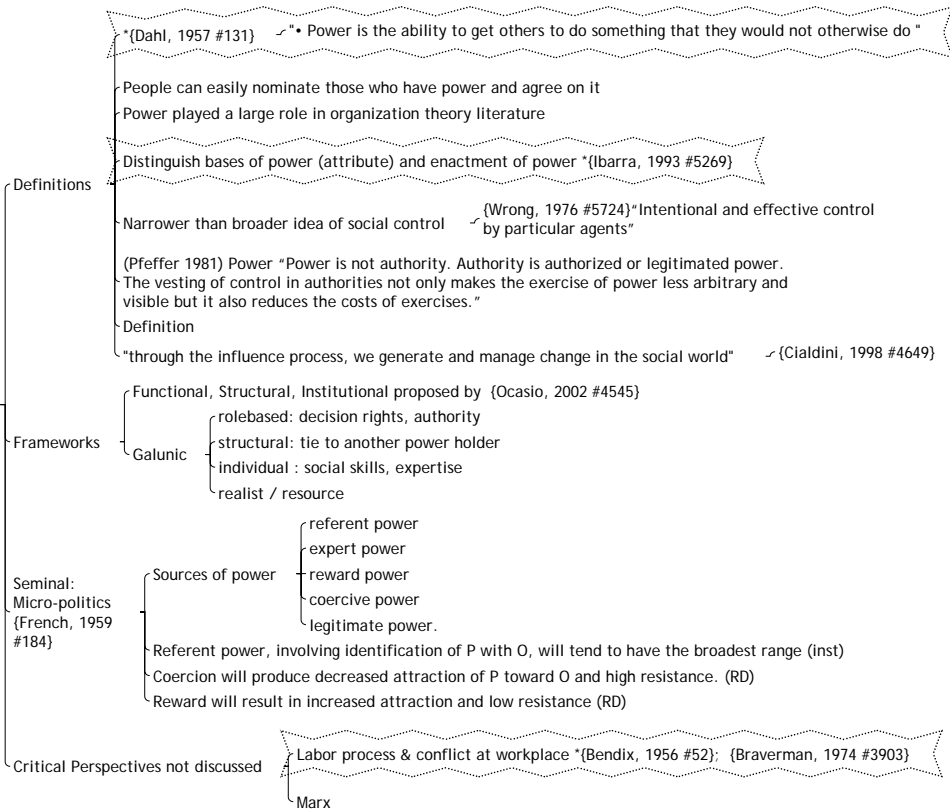 *{Dahl, 1957 #131}
"• Power is the ability to get others to do something that they would not otherwise do "
People can easily nominate those who have power and agree on it
Power played a large role in organization theory literature
Distinguish bases of power (attribute) and enactment of power *{Ibarra, 1993 #5269}
Definitions
Narrower than broader idea of social control
{Wrong, 1976 #5724}“Intentional and effective control
by particular agents”
(Pfeffer 1981) Power “Power is not authority. Authority is authorized or legitimated power.
The vesting of control in authorities not only makes the exercise of power less arbitrary and
visible but it also reduces the costs of exercises.”
Definition
"through the influence process, we generate and manage change in the social world"
{Cialdini, 1998 #4649}
Frameworks
Functional, Structural, Institutional proposed by  {Ocasio, 2002 #4545}
Galunic
rolebased: decision rights, authority
structural: tie to another power holder
individual : social skills, expertise
realist / resource
Seminal:
Micro-politics
{French, 1959
#184}
Sources of power
referent power
expert power
reward power
coercive power
legitimate power.
Referent power, involving identification of P with O, will tend to have the broadest range (inst)
Coercion will produce decreased attraction of P toward O and high resistance. (RD)
Reward will result in increased attraction and low resistance (RD)
Critical Perspectives not discussed
Labor process & conflict at workplace *{Bendix, 1956 #52};  {Braverman, 1974 #3903}
Marx